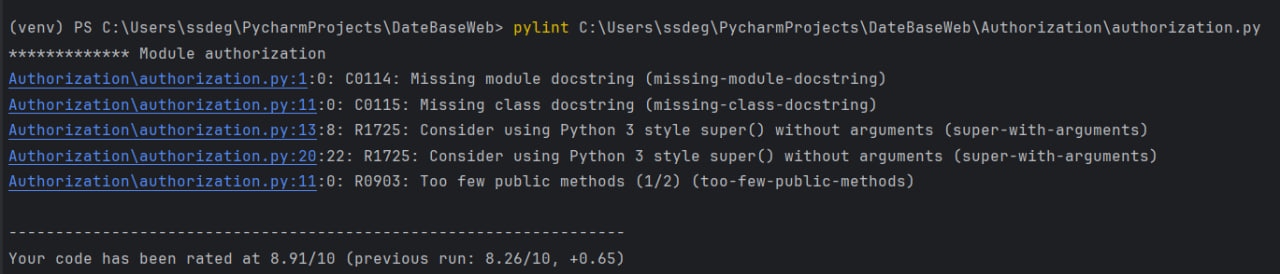 (venv) PS C:\Users\ssdeg\PycharmProjects\DateBaseWeb> pylint C:\Users\ssdeg\PycharmProjects\DateBaseWeb\Authorization\authorization.py
************* Module authorization
Authorization\authorization.py:1:0: C0114: Missing module docstring (missing-module-docstring)
Authorization\authorization.py:11:0: C0115: Missing class docstring (missing-class-docstring)
Authorization\authorization.py:13:8: R1725: Consider using Python 3 style super() without arguments (super-with-arguments)
Authorization\authorization.py:20:22: R1725: Consider using Python 3 style super() without arguments (super-with-arguments)
Authorization\authorization.py:11:0: R0903: Too few public methods (1/2) (too-few-public-methods)
------------------------------------------------------------------
Your code has been rated at 8.91/10 (previous run: 8.26/10, +0.65)